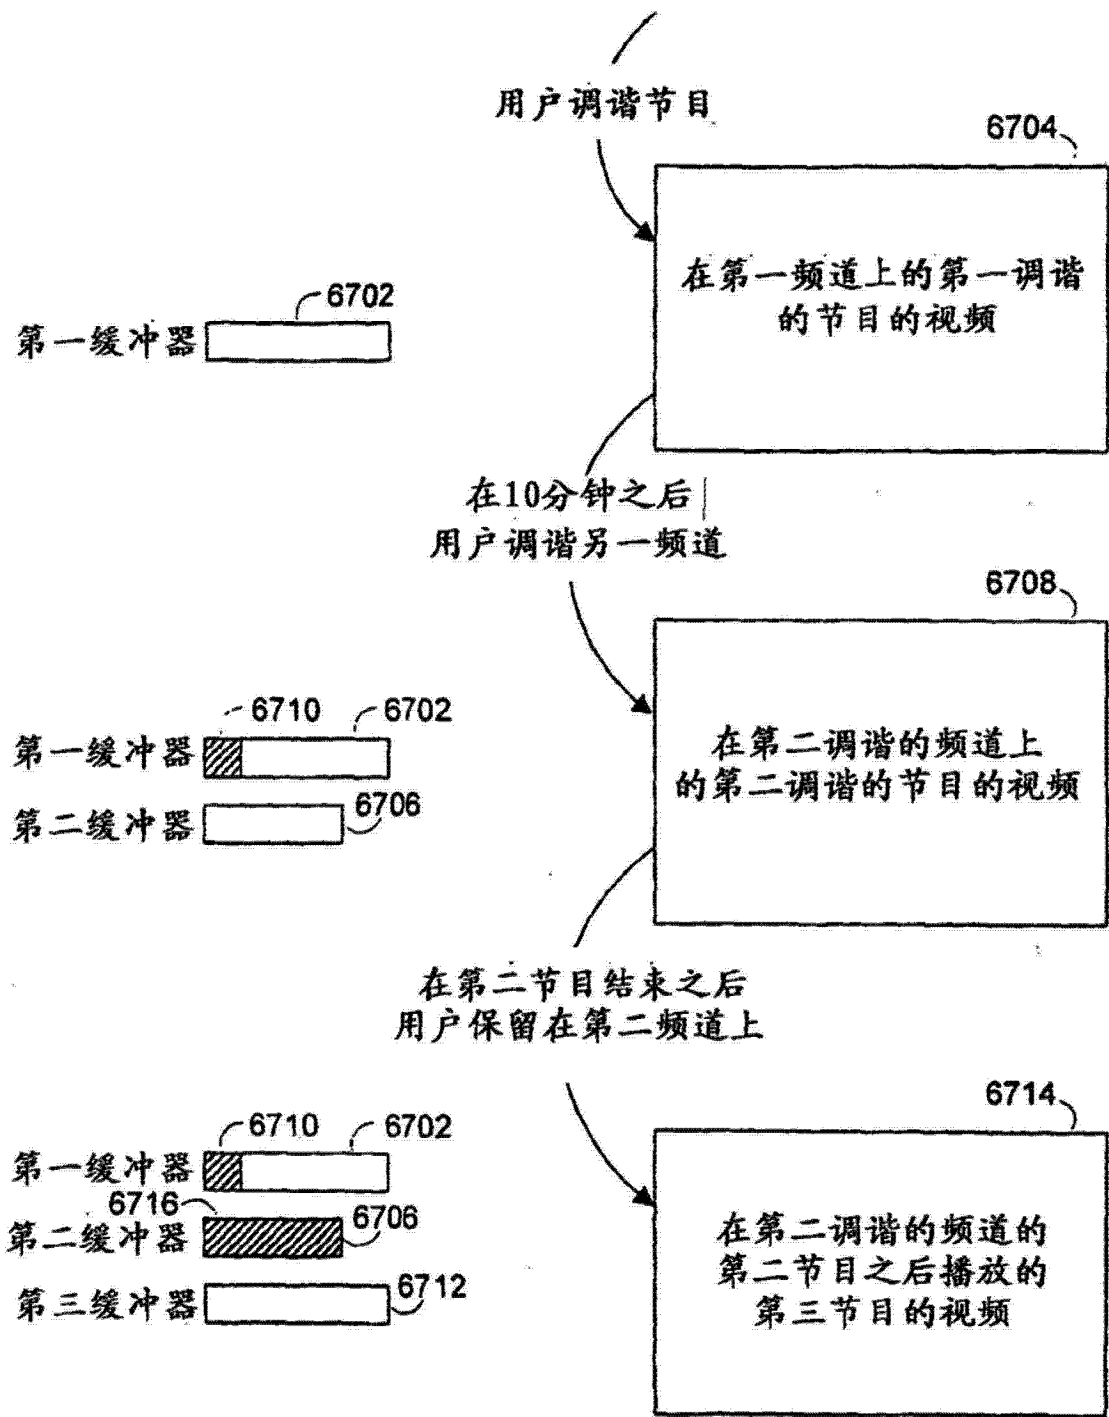 用户调谐节目
6704
在第一频道上的第一调谐
的节目的视频
6702
第一缓冲器
在10分钟之后
用户调谐另一频道
6708
6710
6702
第一缓冲器
第二缓冲器
6706
在第二调谐的频道上
的第二调谐的节目的视频
在第二节目结束之后
用户保留在第二频道上
6714
6710
6702
第一缓冲器
6716
第二缓冲器
6706
第三缓冲器
6712
在第二调谐的频道的
第二节目之后播放的
第三节目的视频